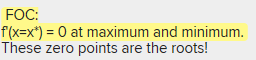 FOC:
f'(x=x*) = 0 at maximum and minimum.
These zero points are the roots!